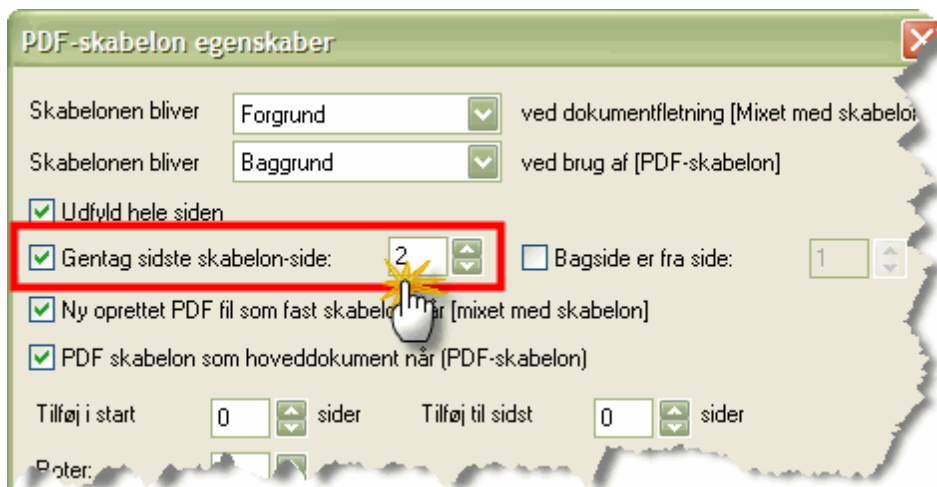 PDF-skabelon egenskaber
Skabelonen bliver Forgrund ved dokumentfletning [Mixet med skabelon
Skabelonen bliver Baggrund ved brug af [PDF-skabelon]
Udfyld hele siden
Gentag sidste skabelon-side: 2 Bagside er fra side: 1
Ny oprettet PDF fil som fast skabelon når [mixet med skabelon]
PDF skabelon som hoveddokument når (PDF-skabelon)
Tilføj i start 0 sider Tilføj til sidst 0 sider
Roter: